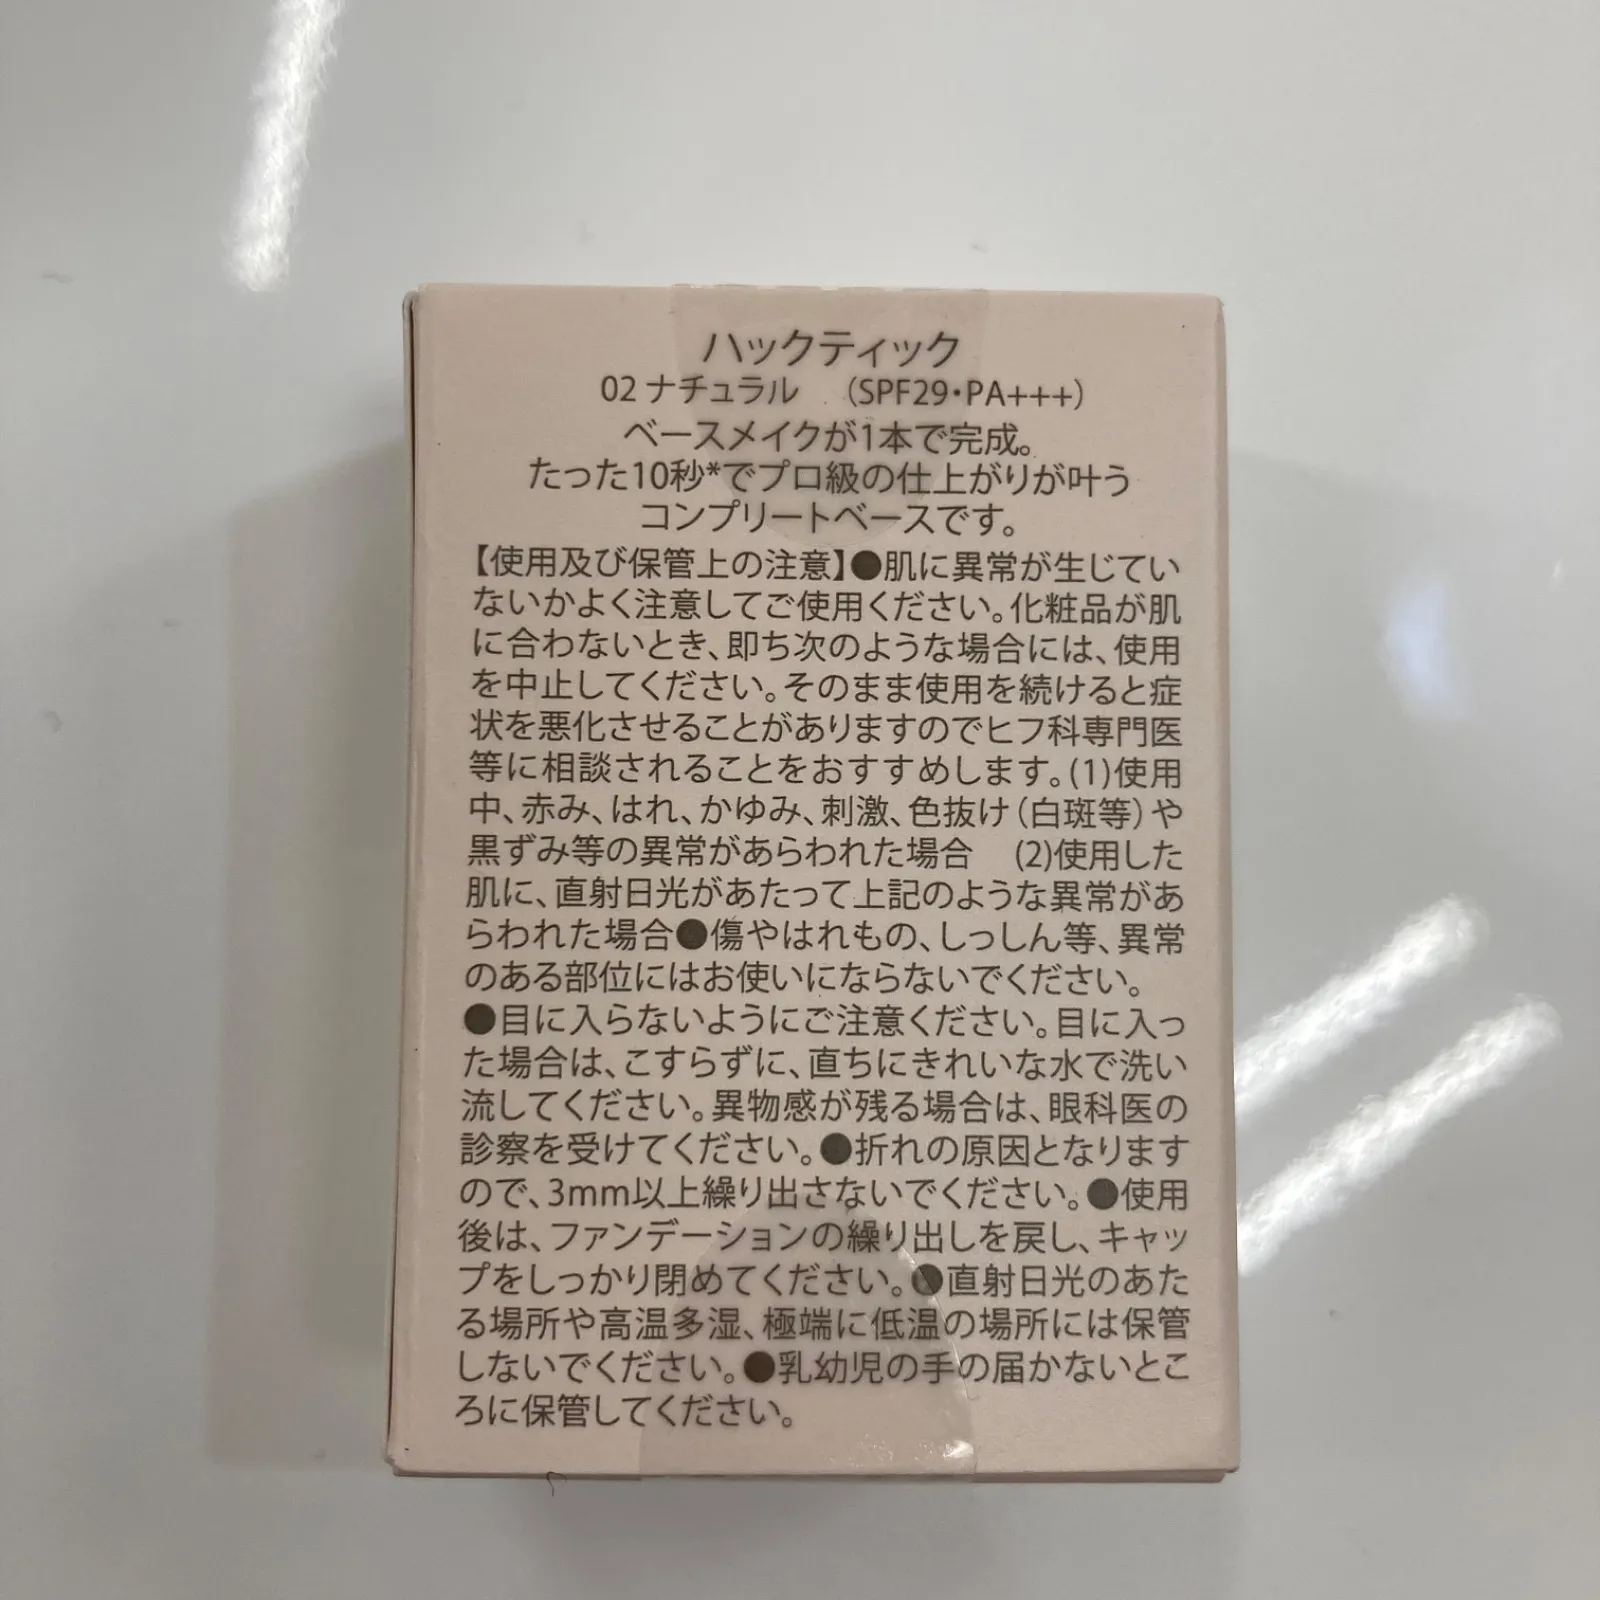 ハックティック
02 ナチュラル （SPF29・PA+++）
ベースメイクが1本で完成。
たった10秒*でプロ級の仕上がりが叶う
コンプリートベースです。
【使用及び保管上の注意】●肌に異常が生じてい
ないかよく注意してご使用ください。化粧品が肌
に合わないとき、即ち次のような場合には、使用
を中止してください。そのまま使用を続けると症
状を悪化させることがありますのでヒフ科専門医
等に相談されることをおすすめします。(1)使用
中、赤み、はれ、かゆみ、刺激、色抜け（白斑等）や
黒ずみ等の異常があらわれた場合 (2)使用した
肌に、直射日光があたって上記のような異常があ
らわれた場合●傷やはれもの、しっしん等、異常
のある部位にはお使いにならないでください。
●目に入らないようにご注意ください。目に入っ
た場合は、こすらずに、直ちにきれいな水で洗い
流してください。異物感が残る場合は、眼科医の
診察を受けてください。●折れの原因となります
ので、3mm以上繰り出さないでください。●使用
後は、ファンデーションの繰り出しを戻し、キャッ
プをしっかり閉めてください。●直射日光のあた
る場所や高温多湿、極端に低温の場所には保管
しないでください。●乳幼児の手の届かないとこ
ろに保管してください。